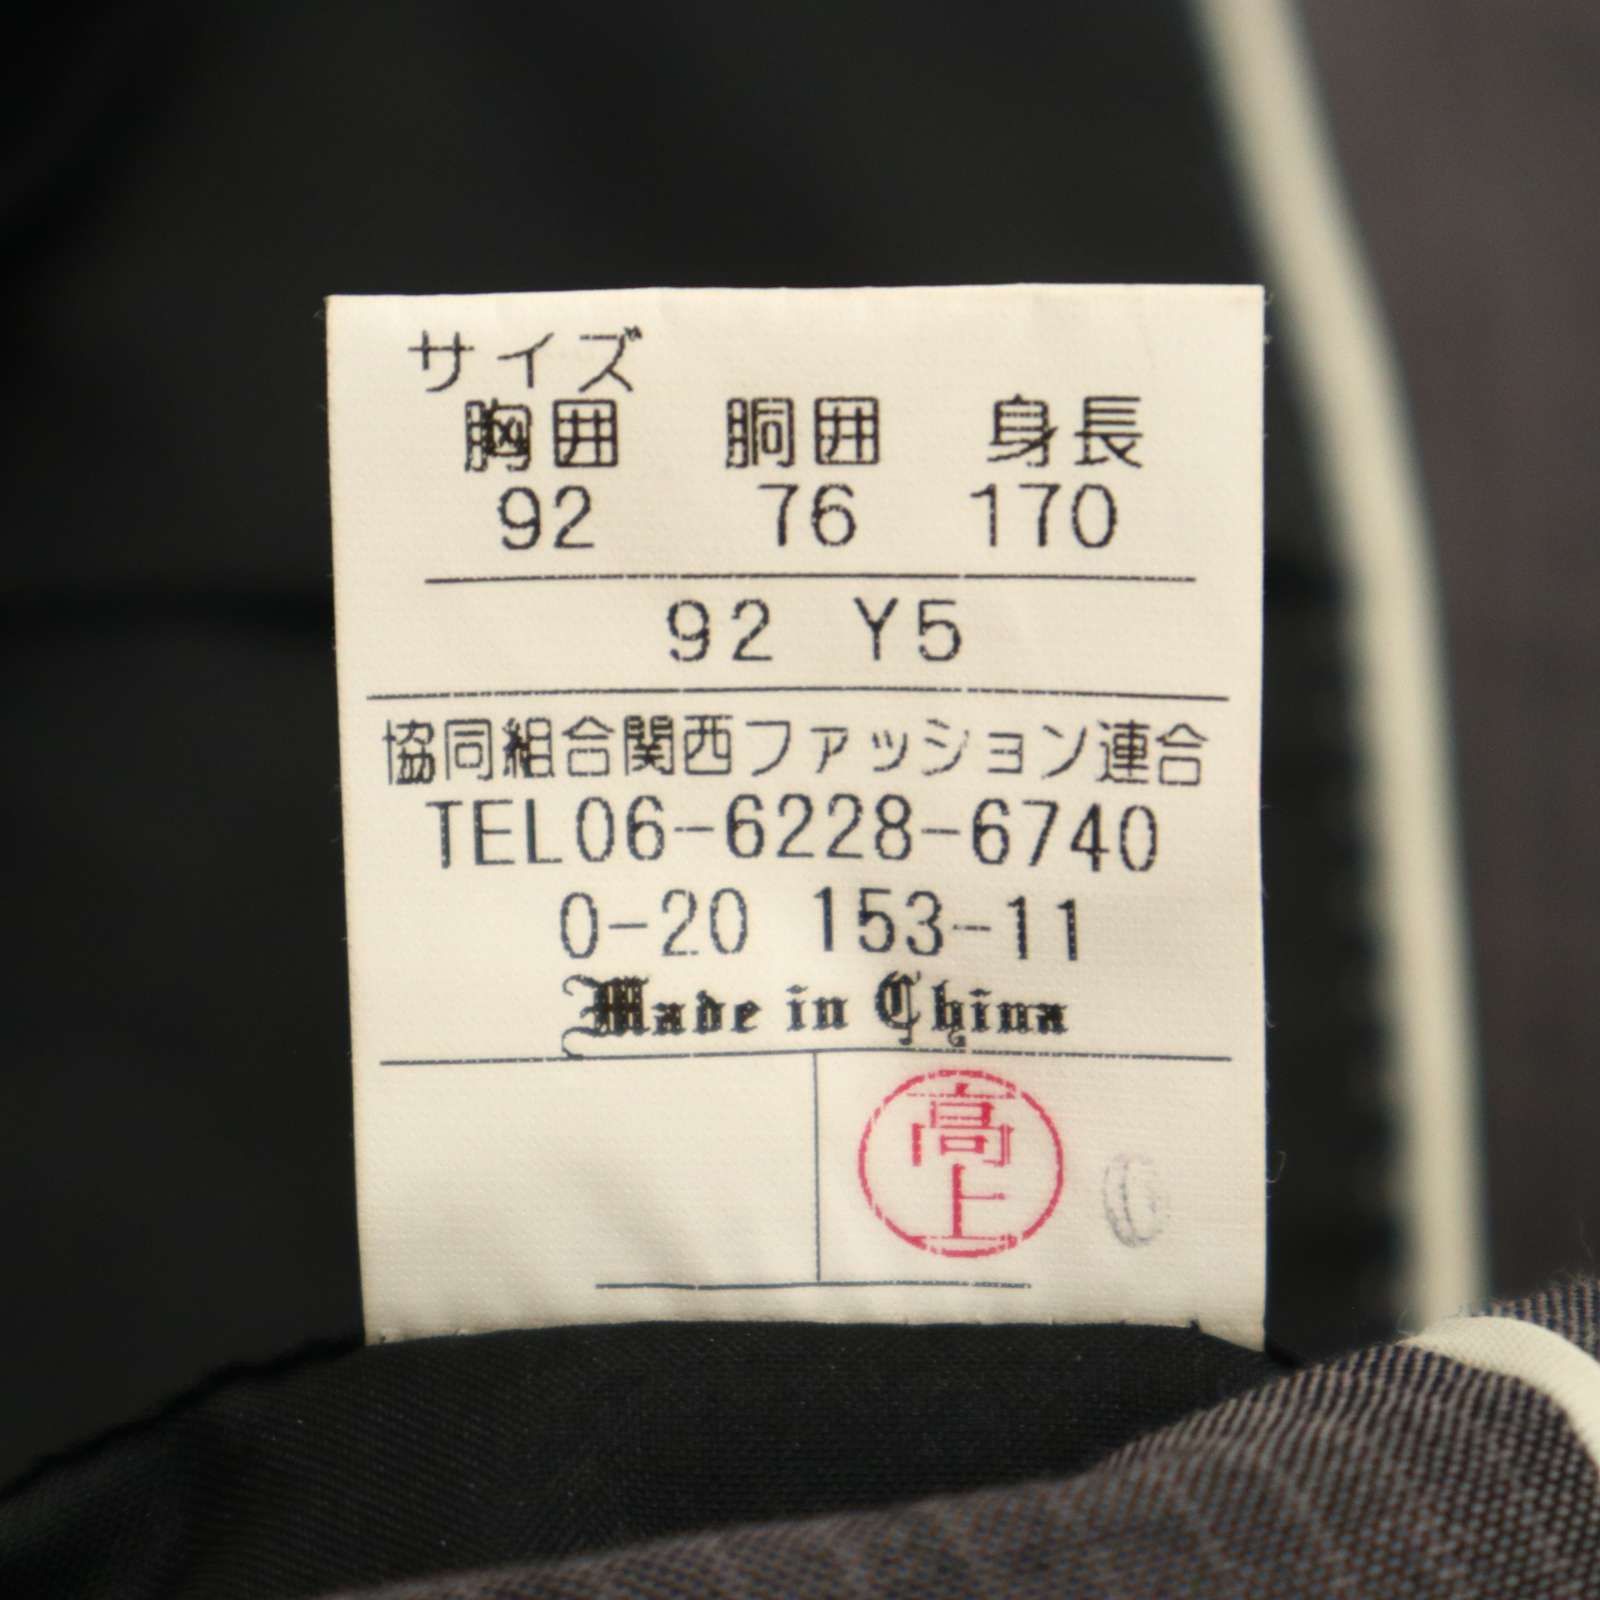 サイズ
胸囲 胴囲 身長
92 76 170
92 Y5
協同組合関西ファッション連合
TEL06-6228-6740
0-20 153-11
Made in China
高
上